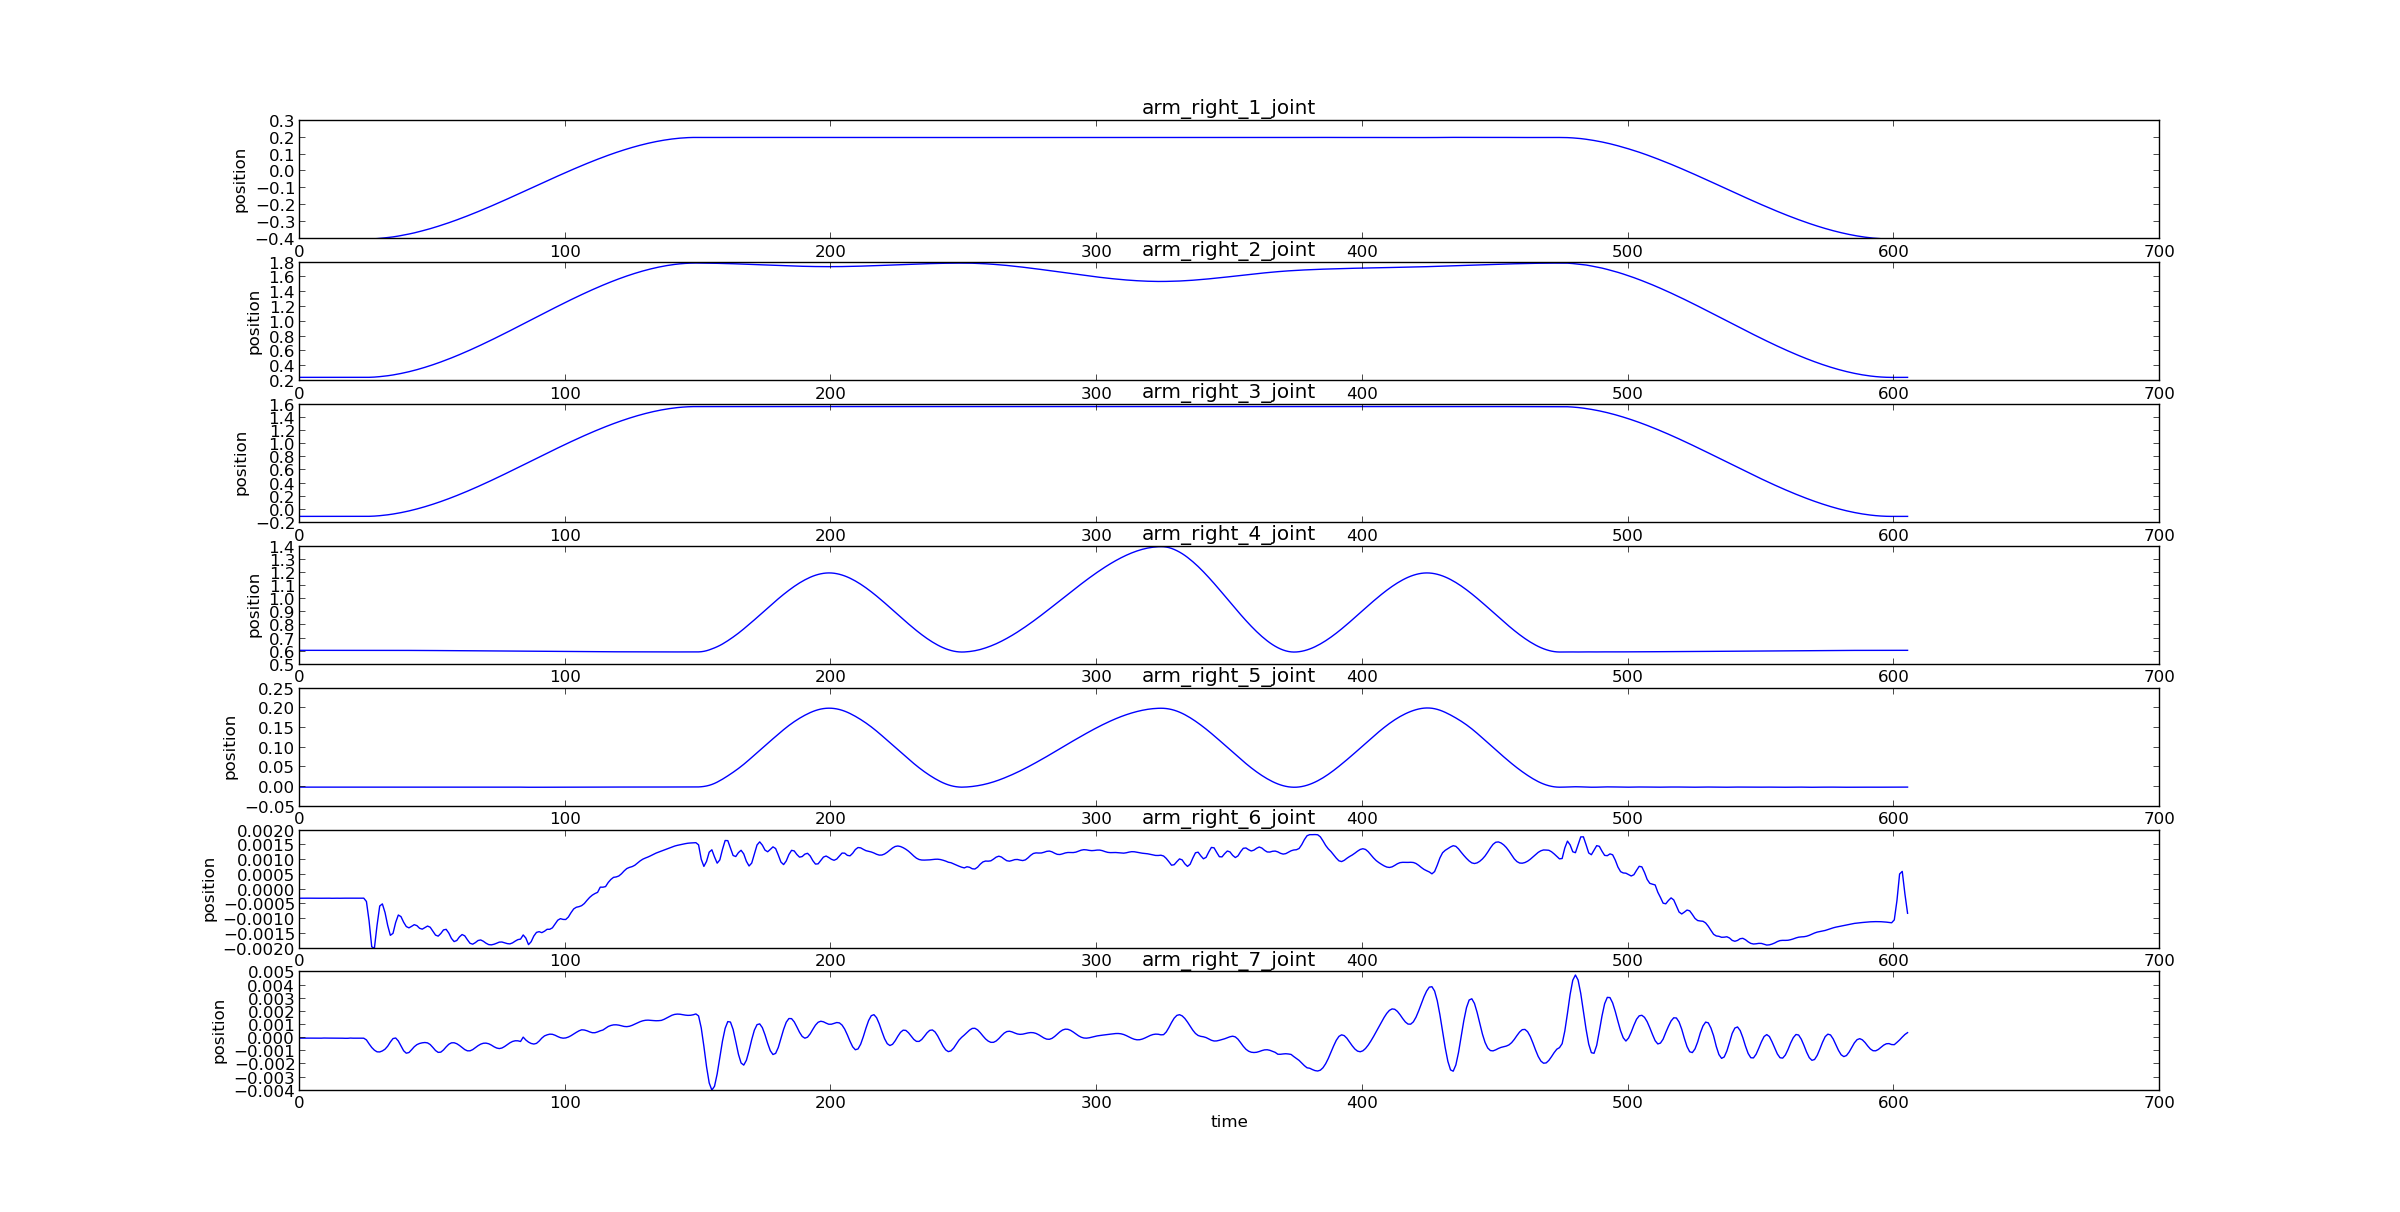 arm_right_1_joint
0.3
0.2
0.1
0.0
−0.1
−0.2
−0.3
−0.4
position
0 100 200 300 400 500 600 700
arm_right_2_joint
1.8
1.6
1.4
1.2
1.0
0.8
0.6
0.4
0.2
position
0 100 200 300 400 500 600 700
arm_right_3_joint
1.6
1.4
1.2
1.0
0.8
0.6
0.4
0.2
0.0
−0.2
position
0 100 200 300 400 500 600 700
arm_right_4_joint
1.4
1.3
1.2
1.1
1.0
0.9
0.8
0.7
0.6
0.5
position
0 100 200 300 400 500 600 700
arm_right_5_joint
0.25
0.20
0.15
0.10
0.05
0.00
−0.05
position
0 100 200 300 400 500 600 700
arm_right_6_joint
0.0020
0.0015
0.0010
0.0005
0.0000
−0.0005
−0.0010
−0.0015
−0.0020
position
0 100 200 300 400 500 600 700
arm_right_7_joint
0.005
0.004
0.003
0.002
0.001
0.000
−0.001
−0.002
−0.003
−0.004
position
0 100 200 300 400 500 600 700
time